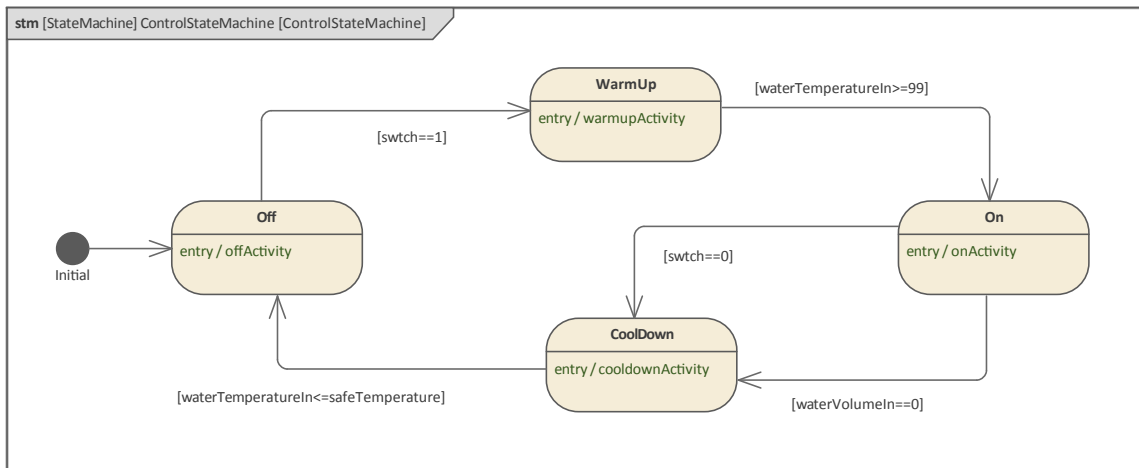 stm [StateMachine] ControlStateMachine [ControlStateMachine]
WarmUp
entry / warmupActivity
[waterTemperatureIn>=99]
[swtch==1]
Off
entry / offActivity
Initial
On
entry / onActivity
[swtch==0]
CoolDown
entry / cooldownActivity
[waterTemperatureIn<=safeTemperature]
[waterVolumeIn==0]